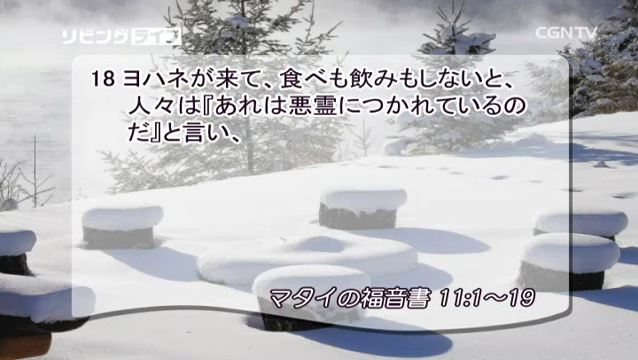 リビングライフ
CGNTV
18 ヨハネが来て、食べも飲みもしないと、
人々は『あれは悪霊につかれているの
だ』と言い、
マタイの福音書 11:1～19